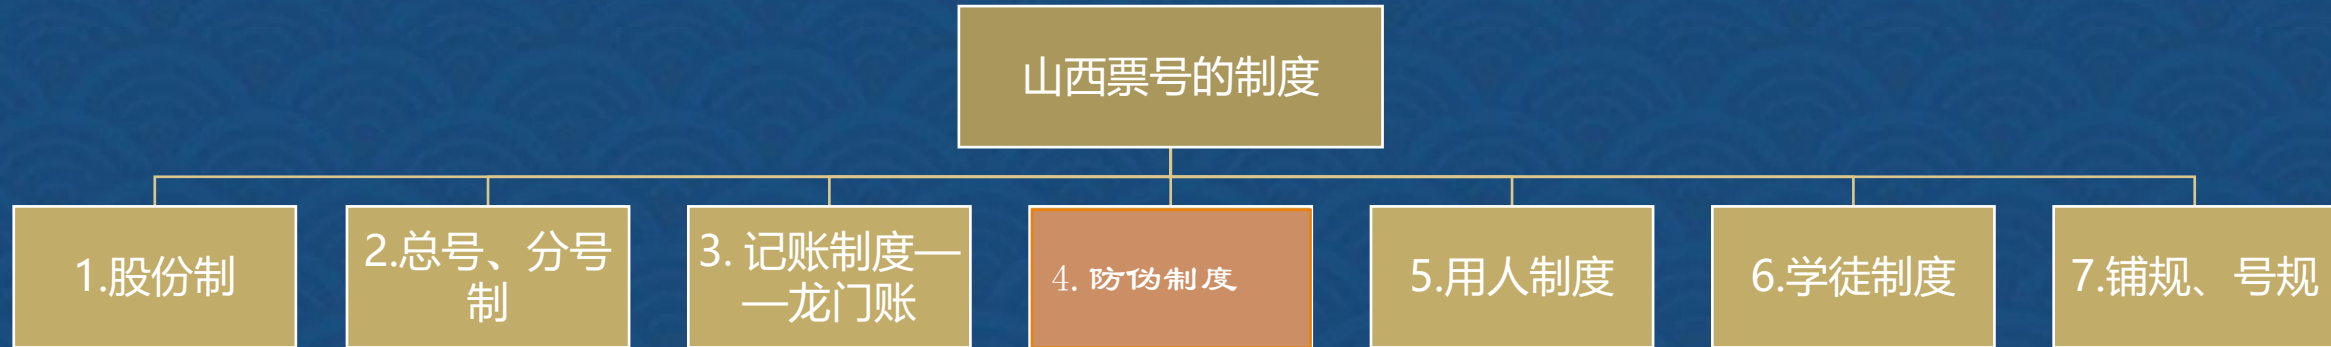 山西票号的制度
1.股份制
2.总号、分号
制
3. 记账制度—
—龙门账
4. 防伪制度
5.用人制度
6.学徒制度
7.铺规、号规